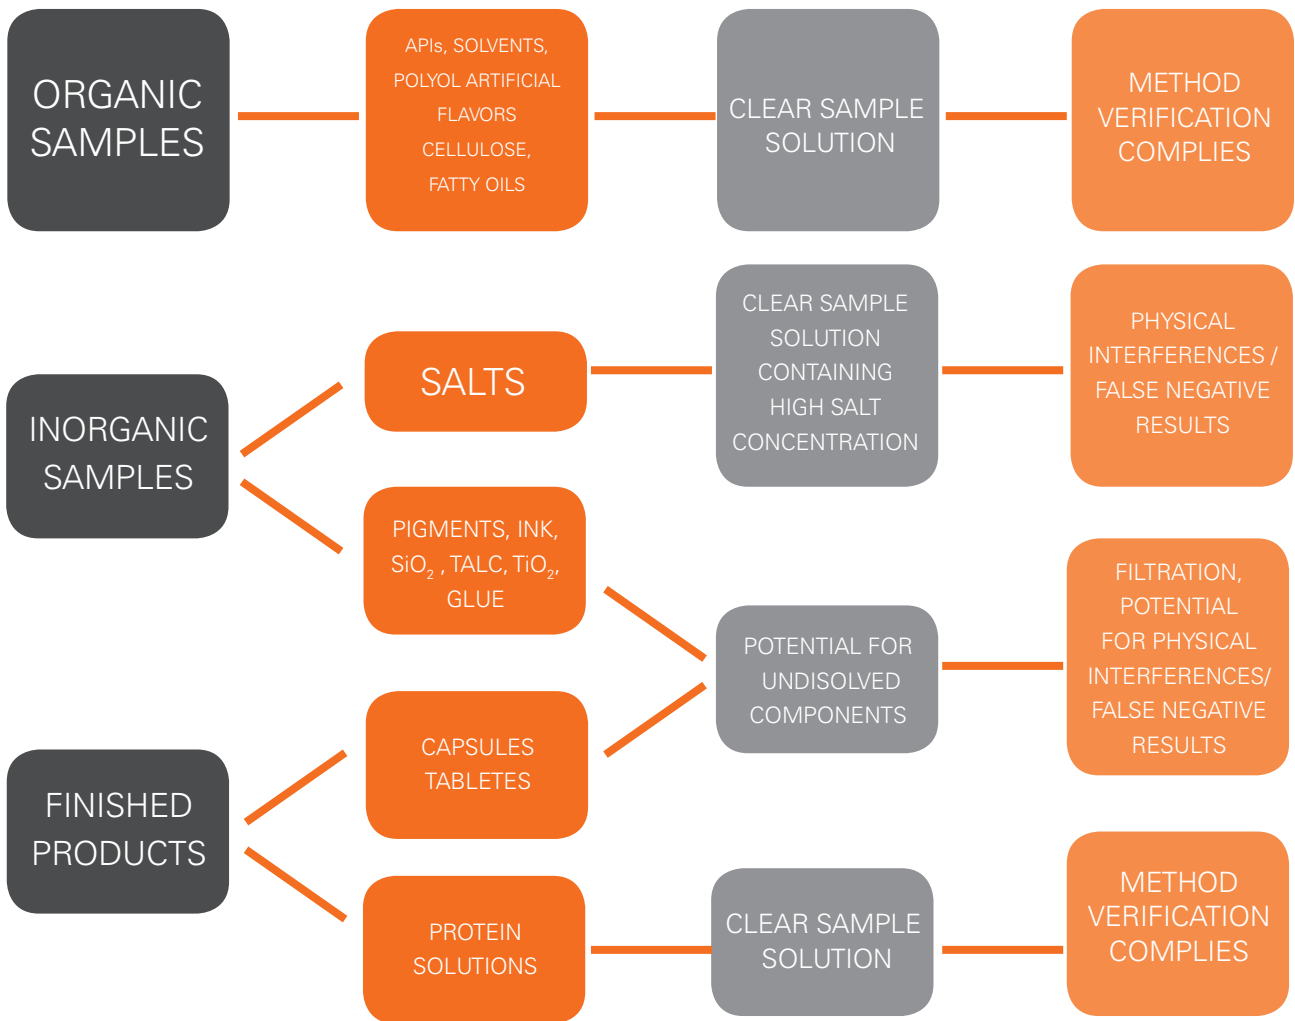 ORGANIC
SAMPLES
APIs, SOLVENTS,
POLYOL ARTIFICIAL
FLAVORS
CELLULOSE,
FATTY OILS
CLEAR SAMPLE
SOLUTION
METHOD
VERIFICATION
COMPLIES
INORGANIC
SAMPLES
SALTS
CLEAR SAMPLE
SOLUTION
CONTAINING
HIGH SALT
CONCENTRATION
PHYSICAL
INTERFERENCES /
FALSE NEGATIVE
RESULTS
PIGMENTS, INK,
SiO₂ , TALC, TiO₂,
GLUE
POTENTIAL FOR
UNDISOLVED
COMPONENTS
FILTRATION,
POTENTIAL
FOR PHYSICAL
INTERFERENCES/
FALSE NEGATIVE
RESULTS
FINISHED
PRODUCTS
CAPSULES
TABLETES
PROTEIN
SOLUTIONS
CLEAR SAMPLE
SOLUTION
METHOD
VERIFICATION
COMPLIES